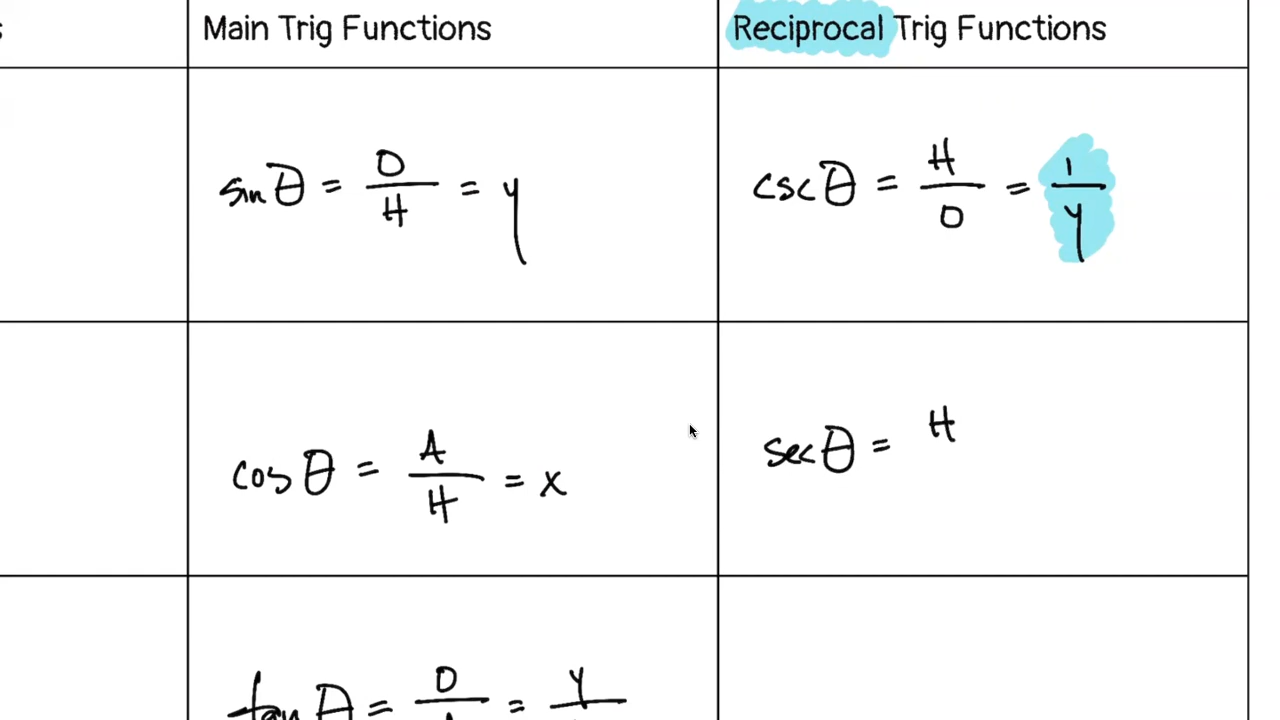 s
Main Trig Functions
Reciprocal Trig Functions
sin θ = O/H = y
csc θ = H/O = 1/y
cos θ = A/H = x
sec θ = H
tan θ = O/ = y/